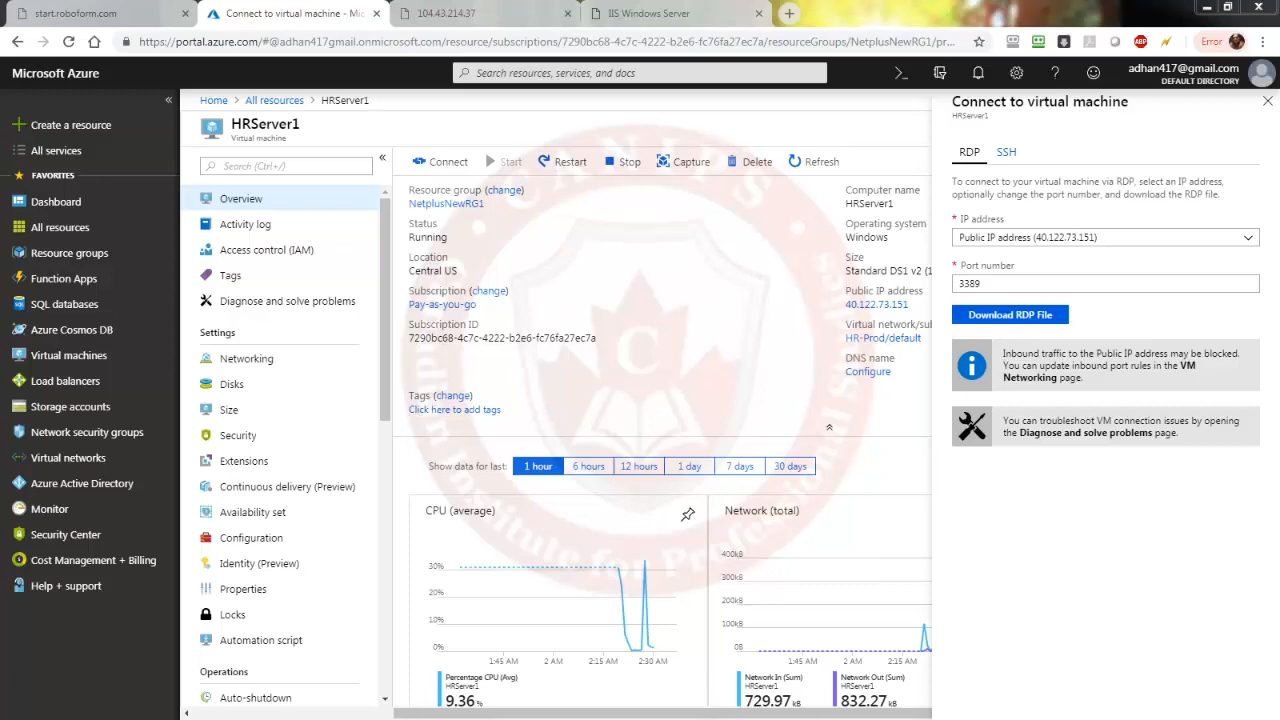 start.roboform.com
HRServer1
Connect to virtual machine - Mic
104.43.214.37
IIS Windows Server
https://portal.azure.com/#@adhan417gmail.onmicrosoft.com/resource/subscriptions/7290bc68-4c7c-4222-b2e6-fc76fa27ec7a/resourceGroups/NetplusNewRG1/pr...
ABP
Error
Microsoft Azure
Search resources, services, and docs
adhan417@gmail.com
DEFAULT DIRECTORY
Create a resource
All services
FAVORITES
Dashboard
All resources
Resource groups
Function Apps
SQL databases
Azure Cosmos DB
Virtual machines
Load balancers
Storage accounts
Network security groups
Virtual networks
Azure Active Directory
Monitor
Security Center
Cost Management + Billing
Help + support
Home
All resources
HRServer1
HRServer1
Virtual machine
Search (Ctrl+/)
Overview
Activity log
Access control (IAM)
Tags
Diagnose and solve problems
Settings
Networking
Disks
Size
Security
Extensions
Continuous delivery (Preview)
Availability set
Configuration
Identity (Preview)
Properties
Locks
Automation script
Operations
Auto-shutdown
Connect
Start
Restart
Stop
Capture
Delete
Refresh
Resource group (change)
NetplusNewRG1
Status
Running
Location
Central US
Subscription (change)
Pay-as-you-go
Subscription ID
7290bc68-4c7c-4222-b2e6-fc76fa27ec7a
Tags (change)
Click here to add tags
Computer name
HRServer1
Operating system
Windows
Size
Standard DS1 v2 (1
Public IP address
40.122.73.151
Virtual network/sul
HR-Prod/default
DNS name
Configure
Show data for last:
1 hour
6 hours
12 hours
1 day
7 days
30 days
CPU (average)
30%
20%
10%
0%
1:45 AM
2 AM
2:15 AM
2:30 AM
Percentage CPU (Avg)
HRServer1
9.36 %
Network (total)
400kB
300kB
200kB
100kB
0B
1:45 AM
2 AM
2:15 AM
Network In (Sum)
HRServer1
729.97 kB
Network Out (Sum)
HRServer1
832.27 kB
Connect to virtual machine
HRServer1
RDP
SSH
To connect to your virtual machine via RDP, select an IP address,
optionally change the port number, and download the RDP file.
* IP address
Public IP address (40.122.73.151)
* Port number
3389
Download RDP File
Inbound traffic to the Public IP address may be blocked.
You can update inbound port rules in the VM
Networking page.
You can troubleshoot VM connection issues by opening
the Diagnose and solve problems page.
C